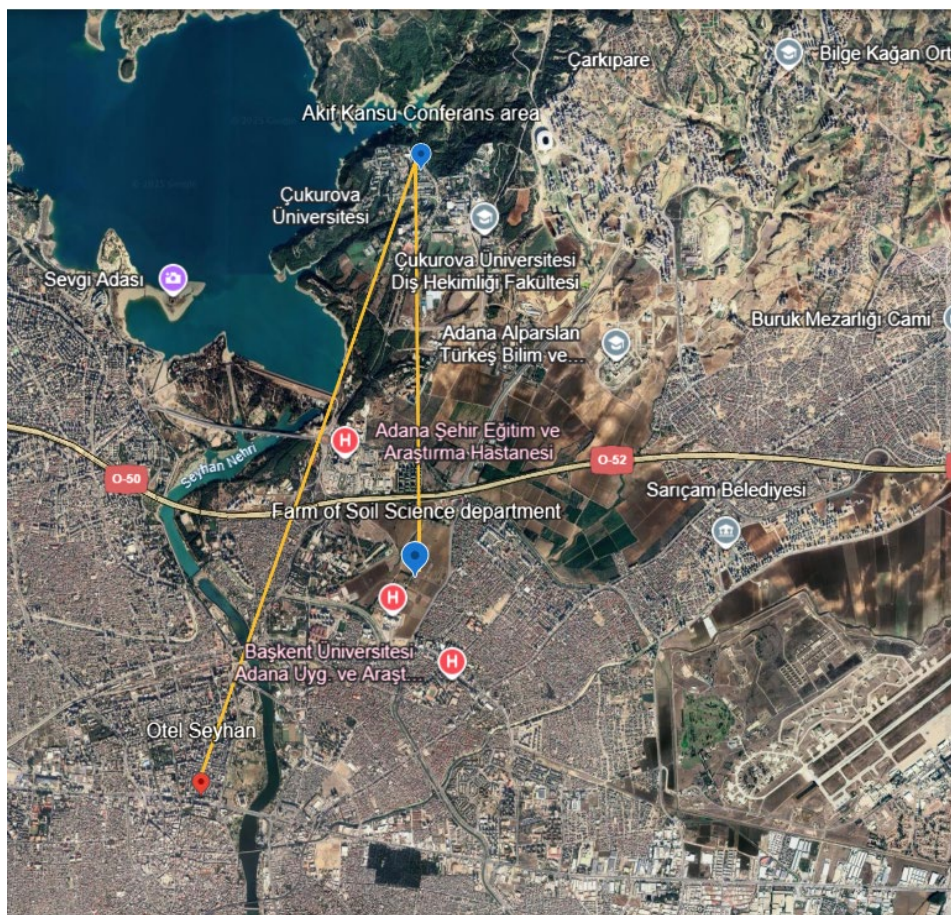 Çarkıpare
Bilge Kağan Ort
Akif Kansu Conferans area
Çukurova
Üniversitesi
Çukurova Üniversitesi
Diş Hekimliği Fakültesi
Sevgi Adası
Adana Alparslan
Türkeş Bilim ve....
Buruk Mezarlığı Cami
Adana Şehir Eğitim ve
Araştırma Hastanesi
O-52
O-50
Seyhan Nehri
Sarıçam Belediyesi
Farm of Soil Science department
H
H
H
Başkent Üniversitesi
Adana Uyg. ve Araşt....
Otel Seyhan